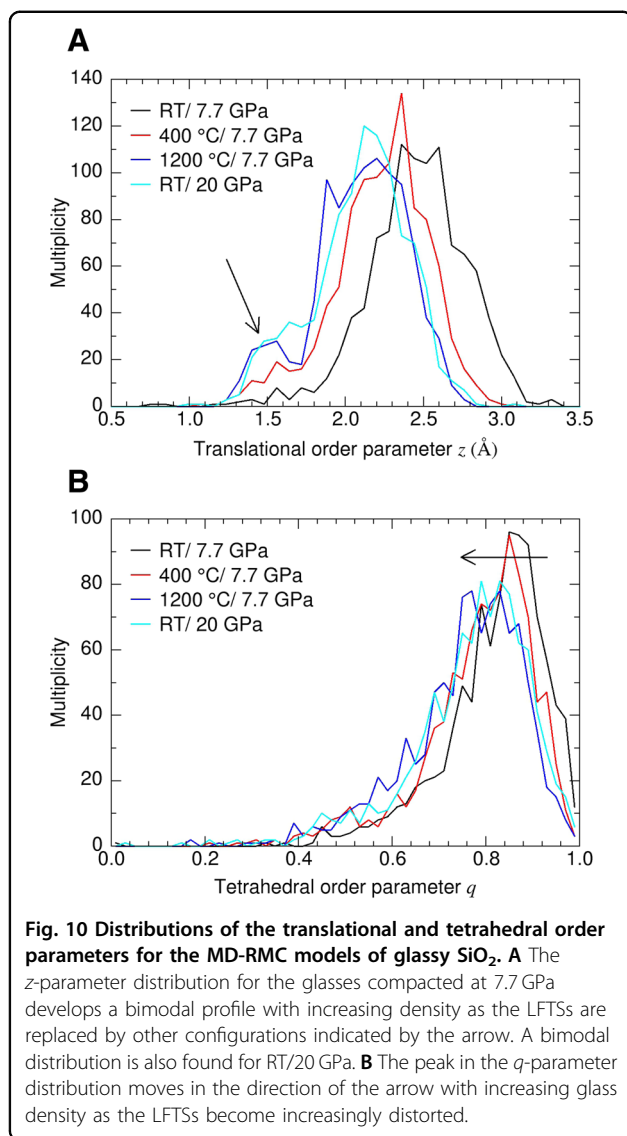 A
140
120
100
80
60
40
20
0
Multiplicity
RT/ 7.7 GPa
400 °C/ 7.7 GPa
1200 °C/ 7.7 GPa
RT/ 20 GPa
0.5 1.0 1.5 2.0 2.5 3.0 3.5
Translational order parameter z (Å)
B
100
80
60
40
20
0
Multiplicity
RT/ 7.7 GPa
400 °C/ 7.7 GPa
1200 °C/ 7.7 GPa
RT/ 20 GPa
0.0 0.2 0.4 0.6 0.8 1.0
Tetrahedral order parameter q
Fig. 10 Distributions of the translational and tetrahedral order
parameters for the MD-RMC models of glassy SiO₂. A The
z-parameter distribution for the glasses compacted at 7.7 GPa
develops a bimodal profile with increasing density as the LFTSs are
replaced by other configurations indicated by the arrow. A bimodal
distribution is also found for RT/20 GPa. B The peak in the q-parameter
distribution moves in the direction of the arrow with increasing glass
density as the LFTSs become increasingly distorted.